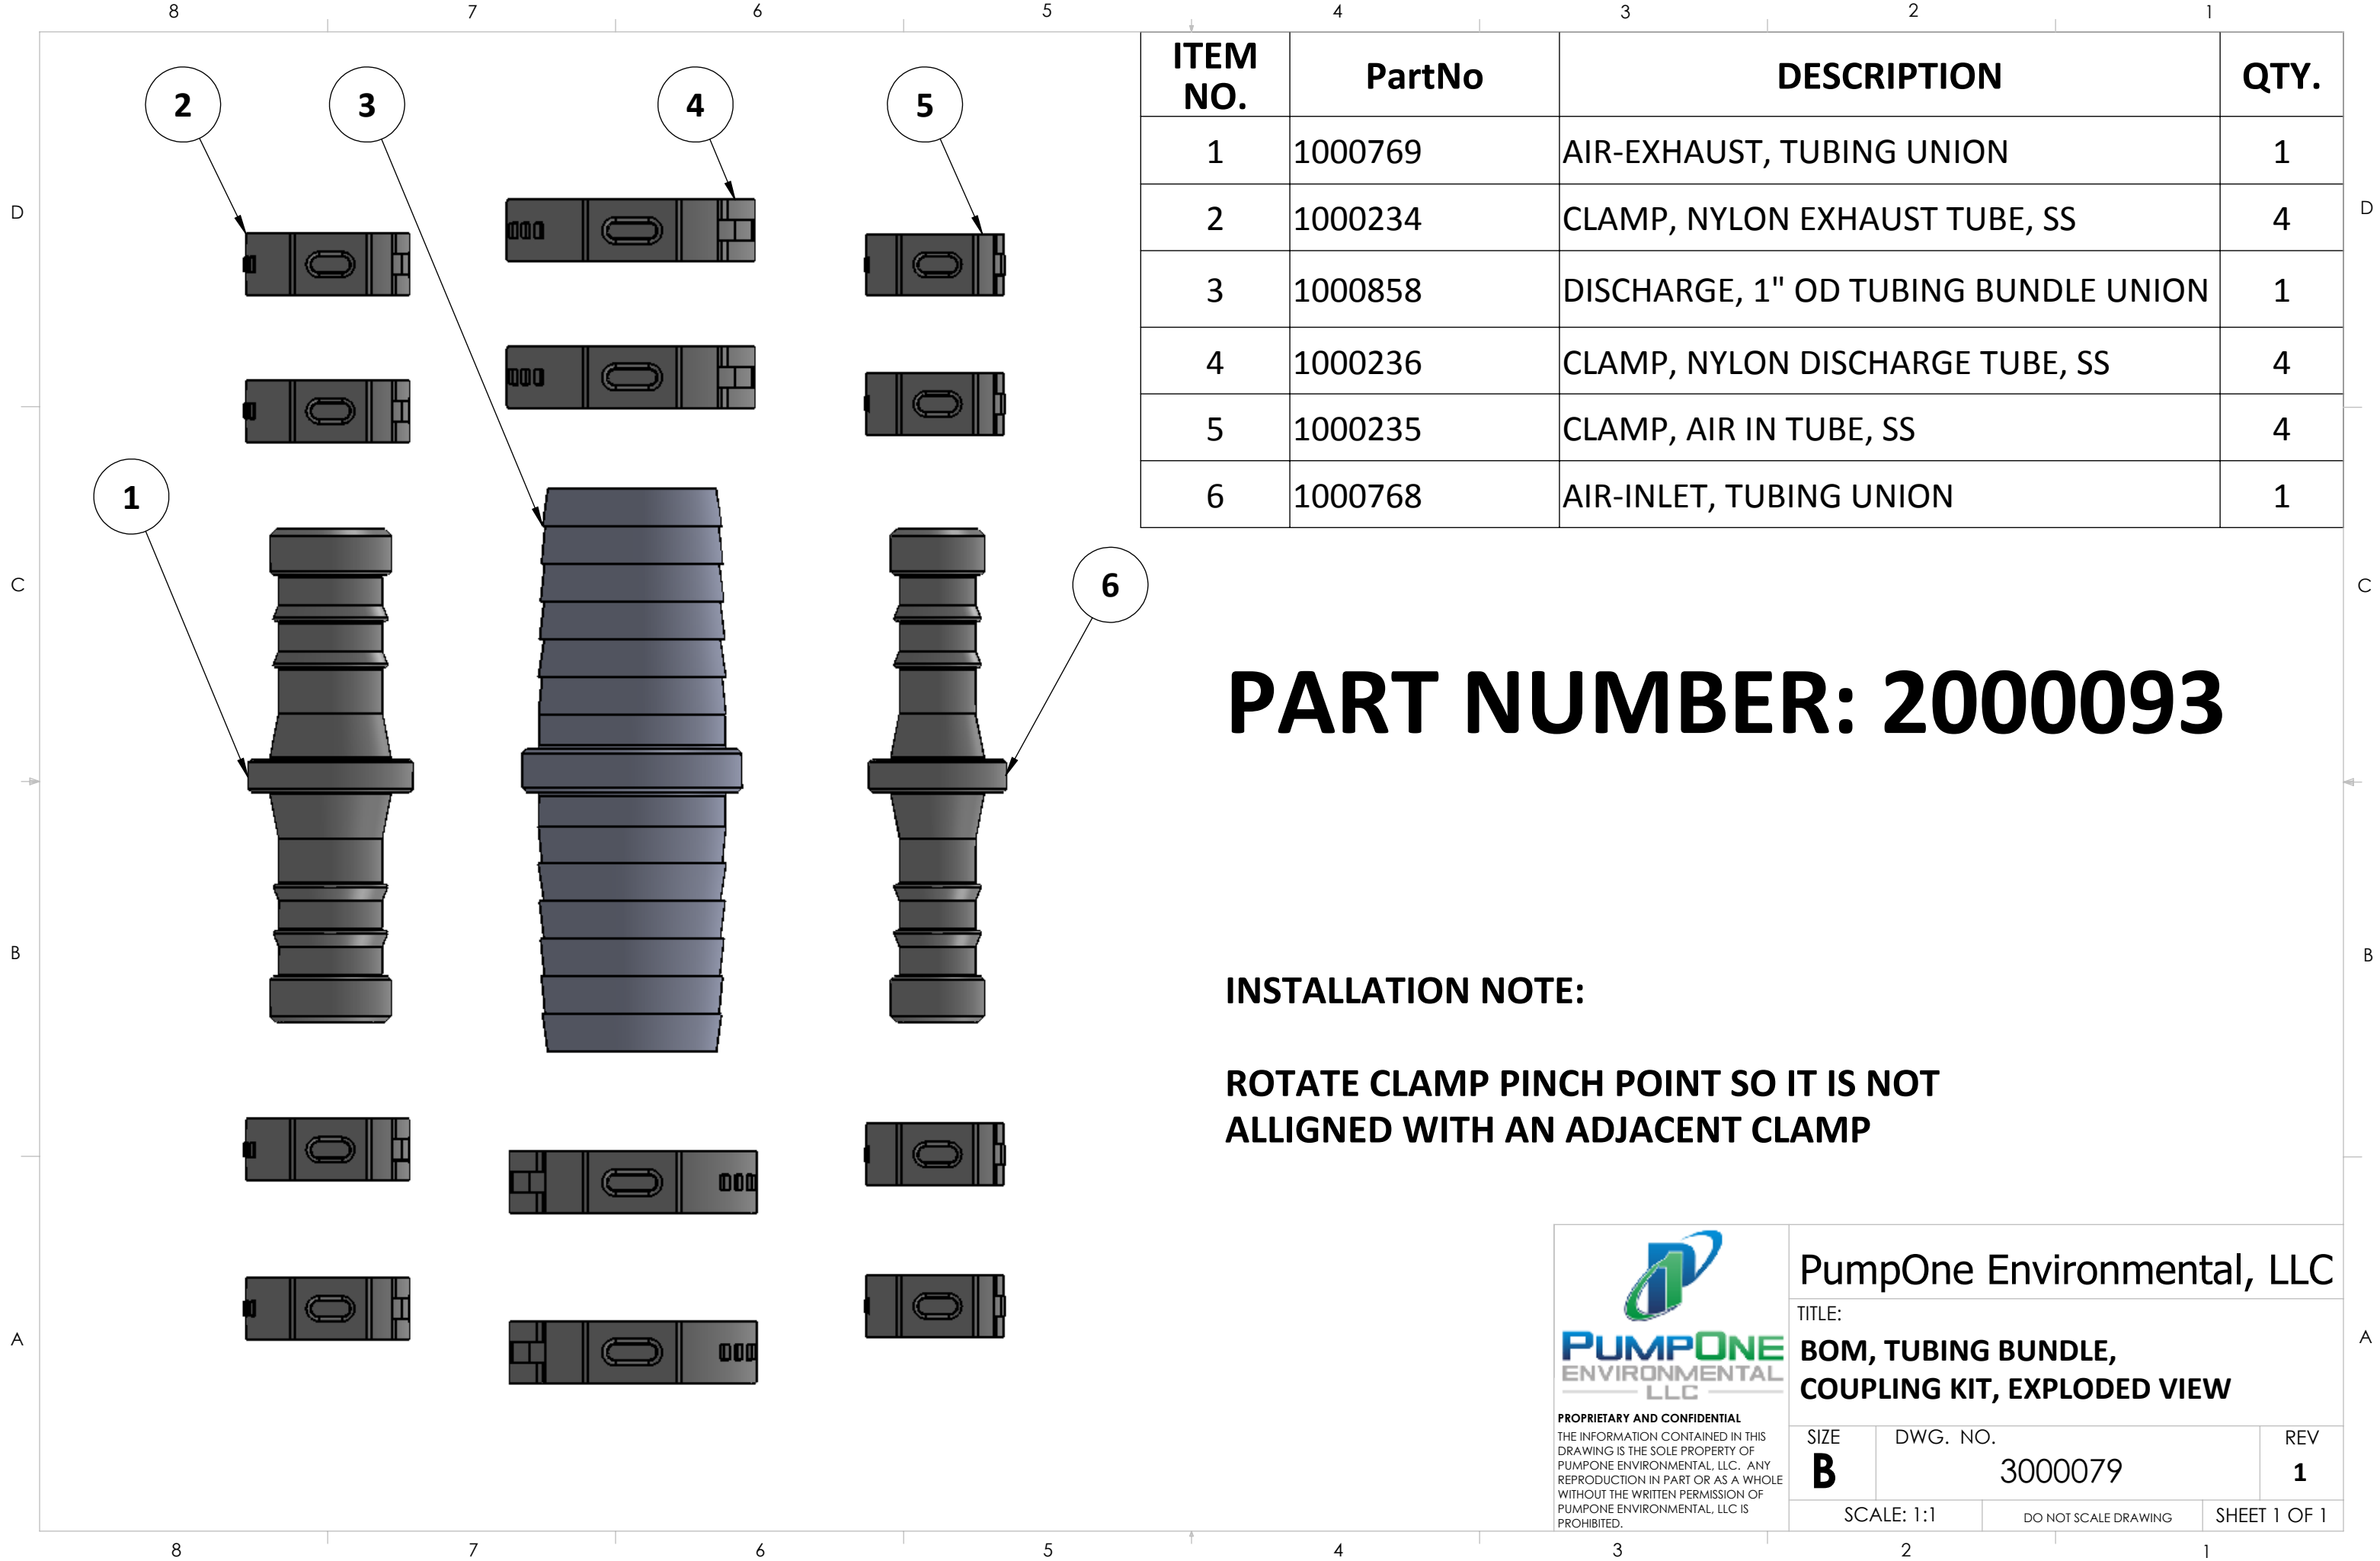 8 7 6 5 4 3 2 1
ITEM NO. PartNo DESCRIPTION QTY.
1 1000769 AIR-EXHAUST, TUBING UNION 1
2 1000234 CLAMP, NYLON EXHAUST TUBE, SS 4
3 1000858 DISCHARGE, 1" OD TUBING BUNDLE UNION 1
4 1000236 CLAMP, NYLON DISCHARGE TUBE, SS 4
5 1000235 CLAMP, AIR IN TUBE, SS 4
6 1000768 AIR-INLET, TUBING UNION 1
2 3 4 5
D D
1
6
C C
PART NUMBER: 2000093
B B
INSTALLATION NOTE:
ROTATE CLAMP PINCH POINT SO IT IS NOT
ALLIGNED WITH AN ADJACENT CLAMP
A A
PUMPONE
ENVIRONMENTAL
LLC
PROPRIETARY AND CONFIDENTIAL
THE INFORMATION CONTAINED IN THIS
DRAWING IS THE SOLE PROPERTY OF
PUMPONE ENVIRONMENTAL, LLC. ANY
REPRODUCTION IN PART OR AS A WHOLE
WITHOUT THE WRITTEN PERMISSION OF
PUMPONE ENVIRONMENTAL, LLC IS
PROHIBITED.
PumpOne Environmental, LLC
TITLE:
BOM, TUBING BUNDLE,
COUPLING KIT, EXPLODED VIEW
SIZE DWG. NO. REV
B 3000079 1
SCALE: 1:1 DO NOT SCALE DRAWING SHEET 1 OF 1
8 7 6 5 4 3 2 1